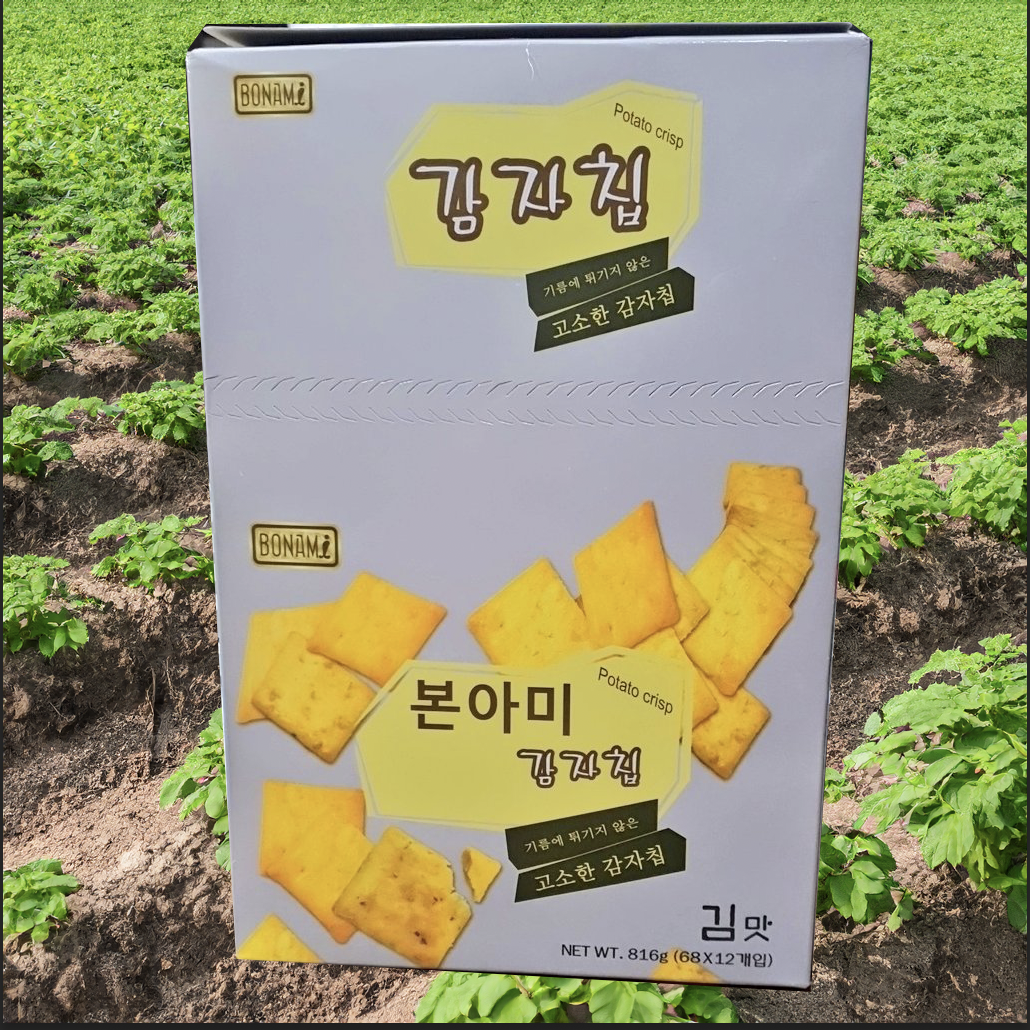 BONAMi
Potato crisp
감자칩
기름에 튀기지 않은
고소한 감자칩
BONAMi
본아미
Potato crisp
감자칩
기름에 튀기지 않은
고소한 감자칩
김맛
NET WT. 816g (68X12개입)